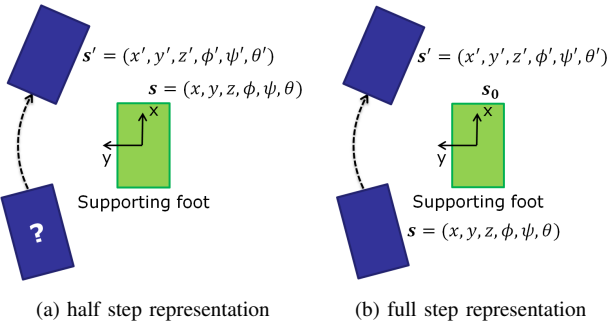 s′ = (x′, y′, z′, ϕ′, ψ′, θ′)
s = (x, y, z, ϕ, ψ, θ)
x
y
Supporting foot
?
(a) half step representation
s′ = (x′, y′, z′, ϕ′, ψ′, θ′)
s₀
x
y
Supporting foot
s = (x, y, z, ϕ, ψ, θ)
(b) full step representation